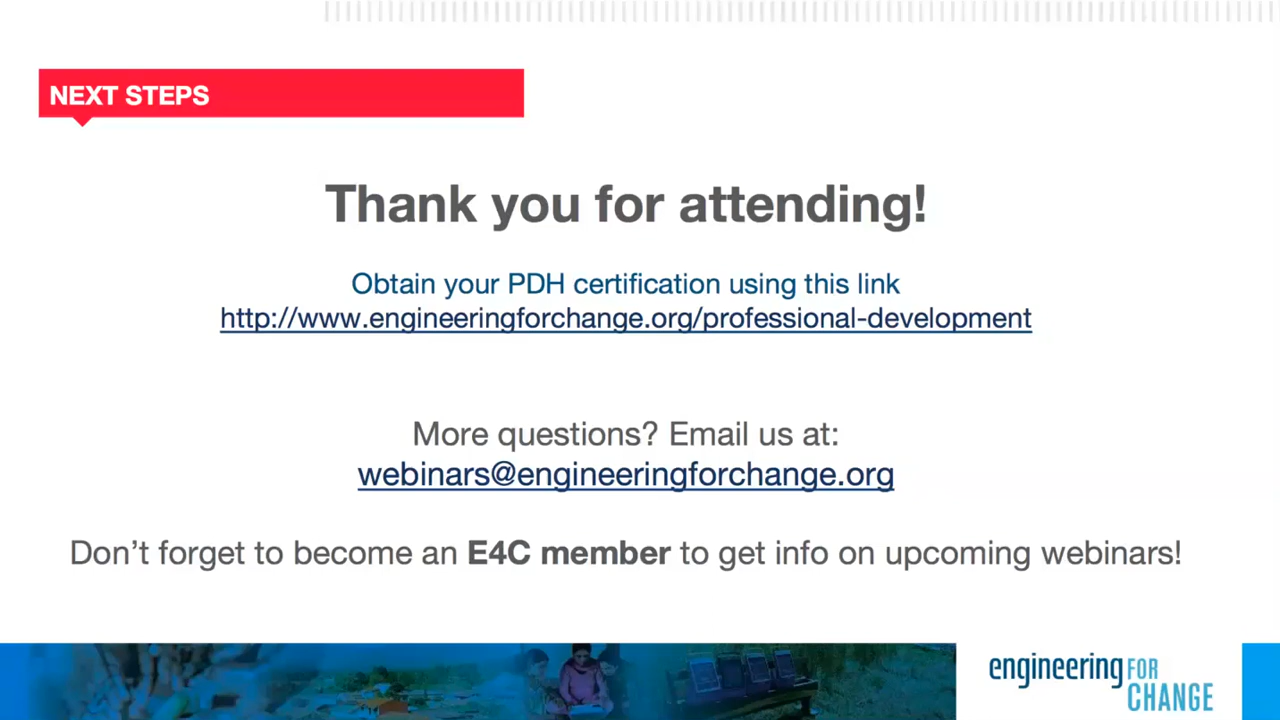 NEXT STEPS
Thank you for attending!
Obtain your PDH certification using this link
http://www.engineeringforchange.org/professional-development
More questions? Email us at:
webinars@engineeringforchange.org
Don't forget to become an E4C member to get info on upcoming webinars!
engineering FOR
CHANGE